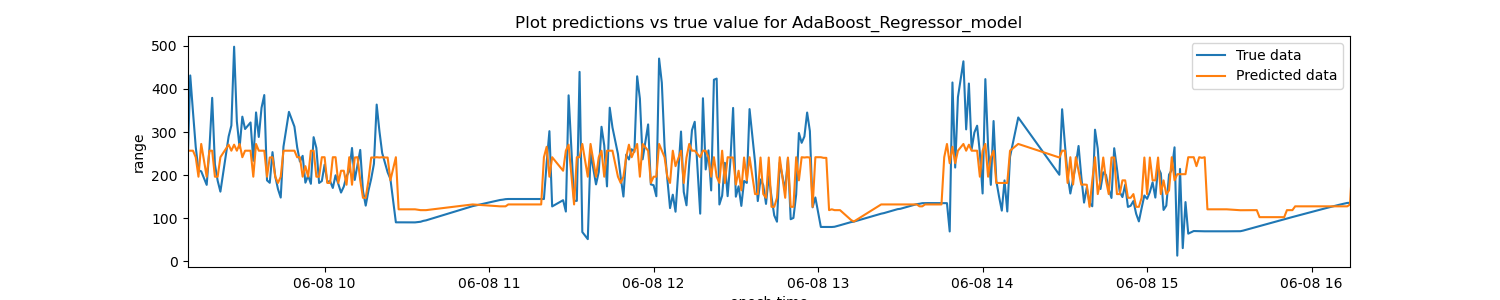 Plot predictions vs true value for AdaBoost_Regressor_model
500
400
300
200
100
0
range
True data
Predicted data
06-08 10
06-08 11
06-08 12
06-08 13
06-08 14
06-08 15
06-08 16
epoch time